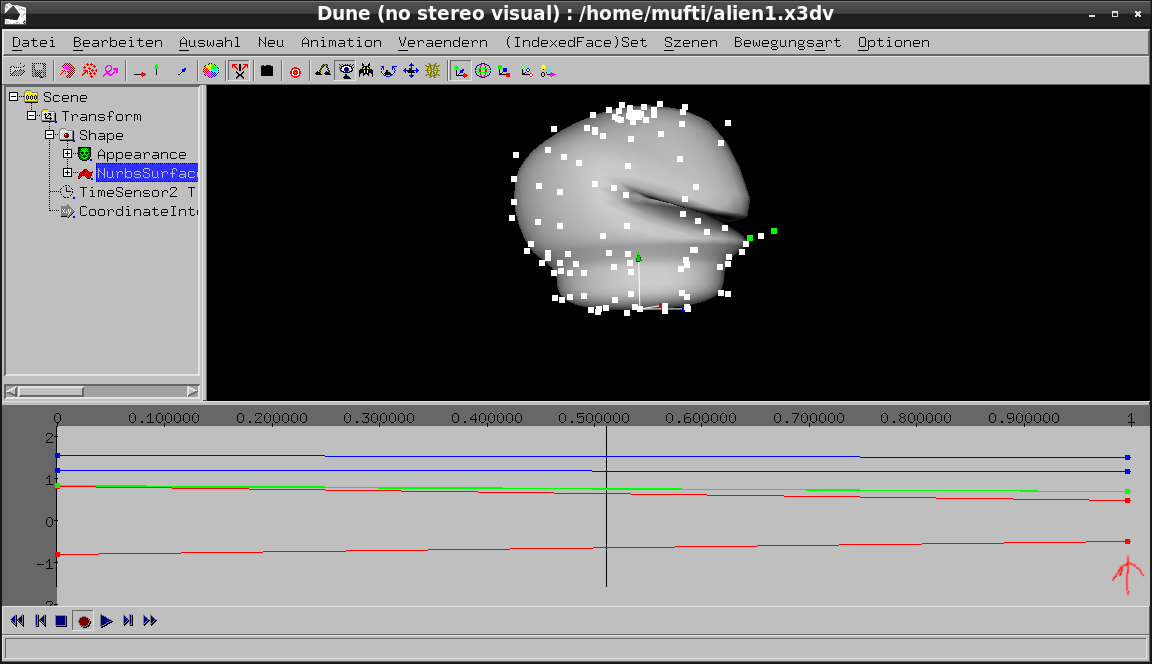 Dune (no stereo visual) : /home/mufti/alien1.x3dv
Datei Bearbeiten Auswahl Neu Animation Veraendern (IndexedFace)Set Szenen Bewegungsart Optionen
Scene
Transform
Shape
Appearance
NurbsSurfac
TimeSensor2 T
CoordinateInt
0 0.100000 0.200000 0.300000 0.400000 0.500000 0.600000 0.700000 0.800000 0.900000 1
2
1
0
-1